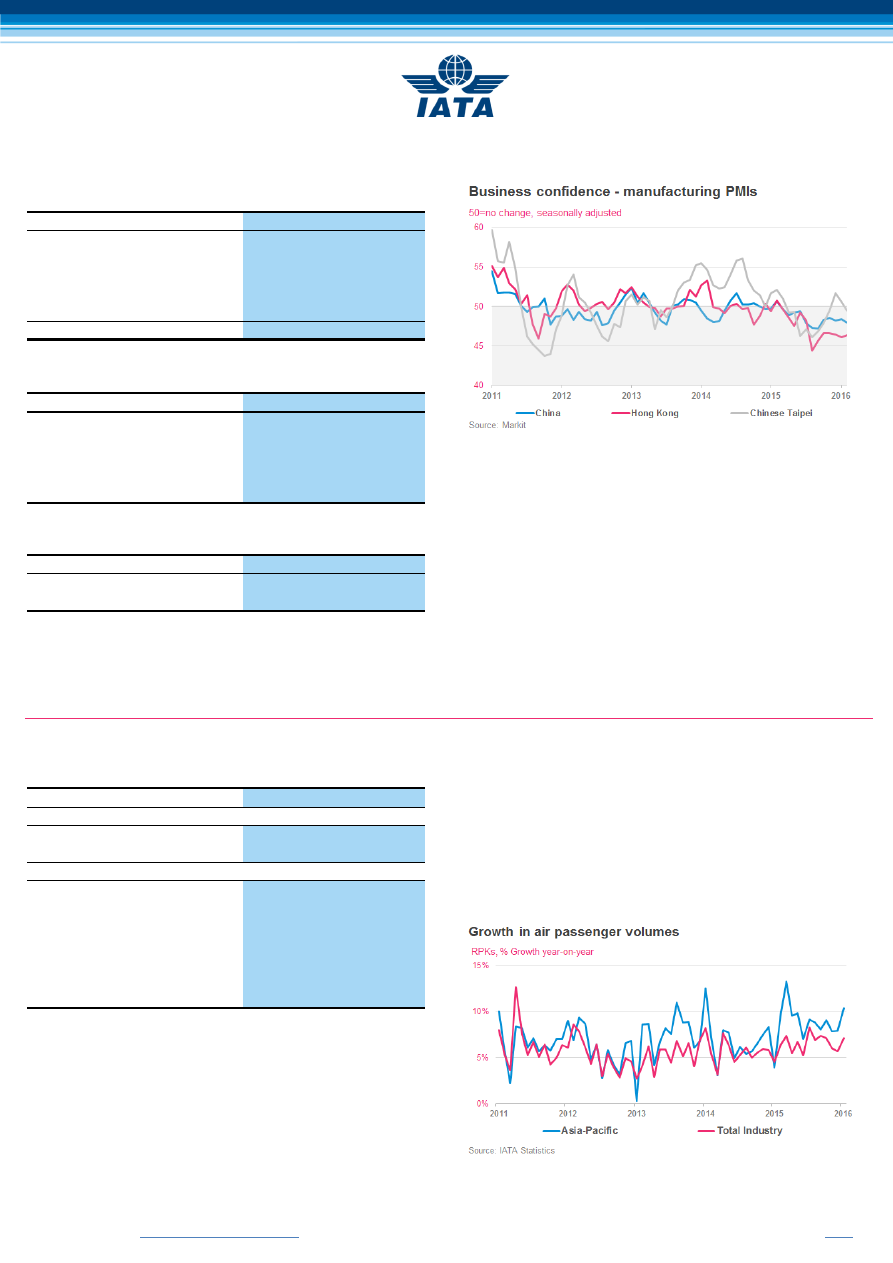 IATA
Business confidence - manufacturing PMIs
50=no change, seasonally adjusted
60
55
50
45
40
2011 2012 2013 2014 2015 2016
China Hong Kong Chinese Taipei
Source: Markit
Growth in air passenger volumes
RPKs, % Growth year-on-year
15%
10%
5%
0%
2011 2012 2013 2014 2015 2016
Asia-Pacific Total Industry
Source: IATA Statistics